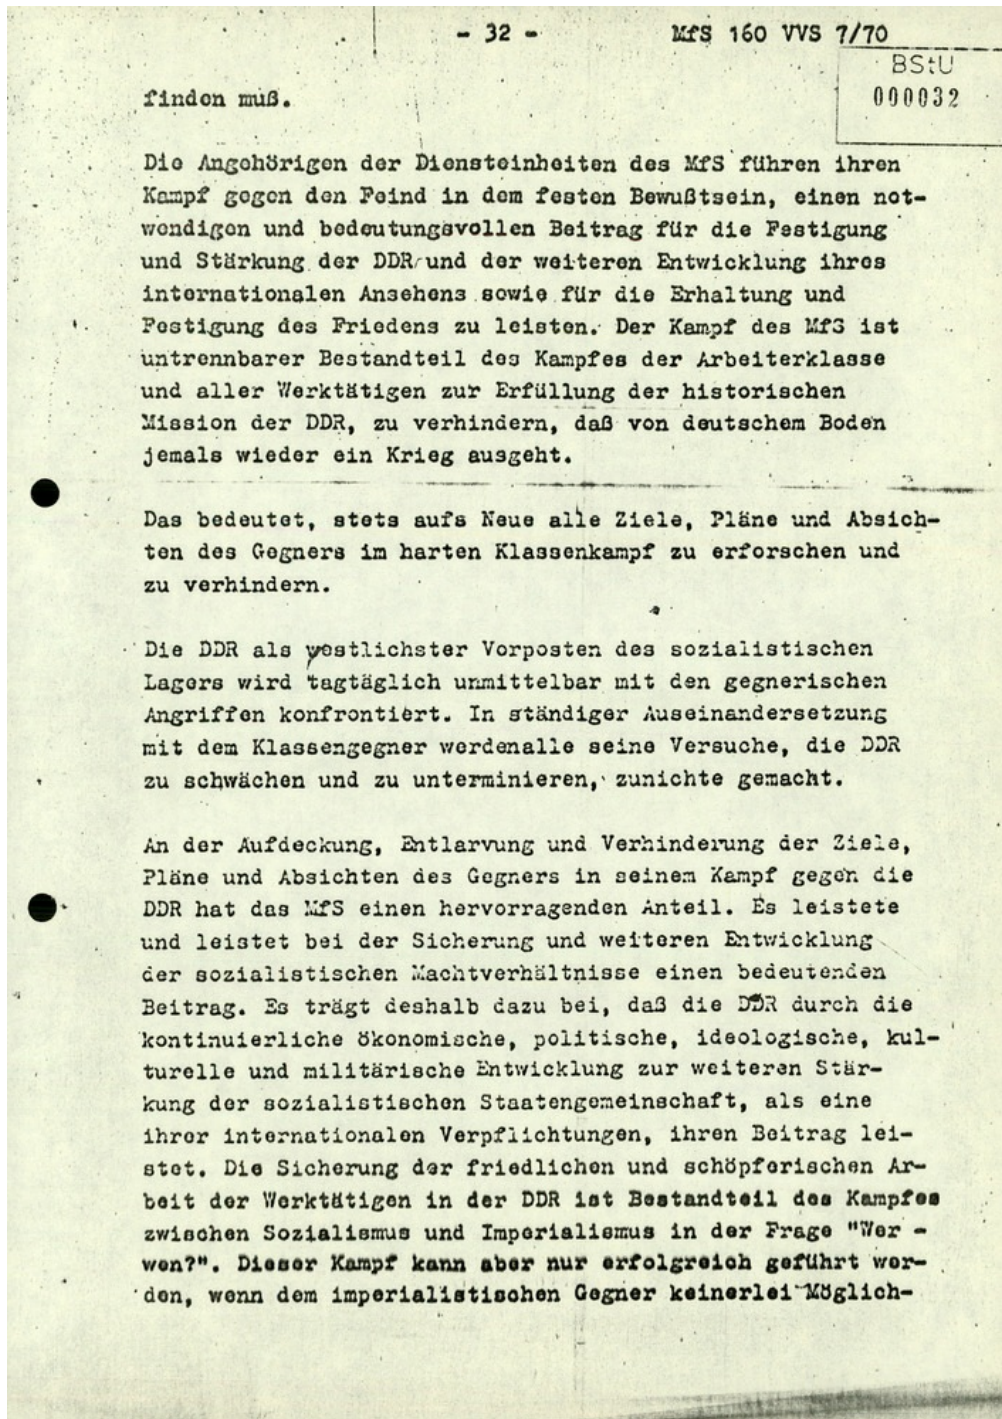 - 32 -
MfS 160 VVS 7/70
BStU
000032
finden muß.
Die Angehörigen der Diensteinheiten des MfS führen ihren
Kampf gegen den Feind in dem festen Bewußtsein, einen not-
wendigen und bedeutungsvollen Beitrag für die Festigung
und Stärkung der DDR und der weiteren Entwicklung ihres
internationalen Ansehens sowie für die Erhaltung und
Festigung des Friedens zu leisten. Der Kampf des MfS ist
untrennbarer Bestandteil des Kampfes der Arbeiterklasse
und aller Werktätigen zur Erfüllung der historischen
Mission der DDR, zu verhindern, daß von deutschem Boden
jemals wieder ein Krieg ausgeht.
Das bedeutet, stets aufs Neue alle Ziele, Pläne und Absich-
ten des Gegners im harten Klassenkampf zu erforschen und
zu verhindern.
Die DDR als westlichster Vorposten des sozialistischen
Lagers wird tagtäglich unmittelbar mit den gegnerischen
Angriffen konfrontiert. In ständiger Auseinandersetzung
mit dem Klassengegner werdenalle seine Versuche, die DDR
zu schwächen und zu unterminieren, zunichte gemacht.
An der Aufdeckung, Entlarvung und Verhinderung der Ziele,
Pläne und Absichten des Gegners in seinem Kampf gegen die
DDR hat das MfS einen hervorragenden Anteil. Es leistete
und leistet bei der Sicherung und weiteren Entwicklung
der sozialistischen Machtverhältnisse einen bedeutenden
Beitrag. Es trägt deshalb dazu bei, daß die DDR durch die
kontinuierliche ökonomische, politische, ideologische, kul-
turelle und militärische Entwicklung zur weiteren Stär-
kung der sozialistischen Staatengemeinschaft, als eine
ihrer internationalen Verpflichtungen, ihren Beitrag lei-
stet. Die Sicherung der friedlichen und schöpferischen Ar-
beit der Werktätigen in der DDR ist Bestandteil des Kampfes
zwischen Sozialismus und Imperialismus in der Frage "Wer -
wen?". Dieser Kampf kann aber nur erfolgreich geführt wer-
den, wenn dem imperialistischen Gegner keinerlei Möglich-